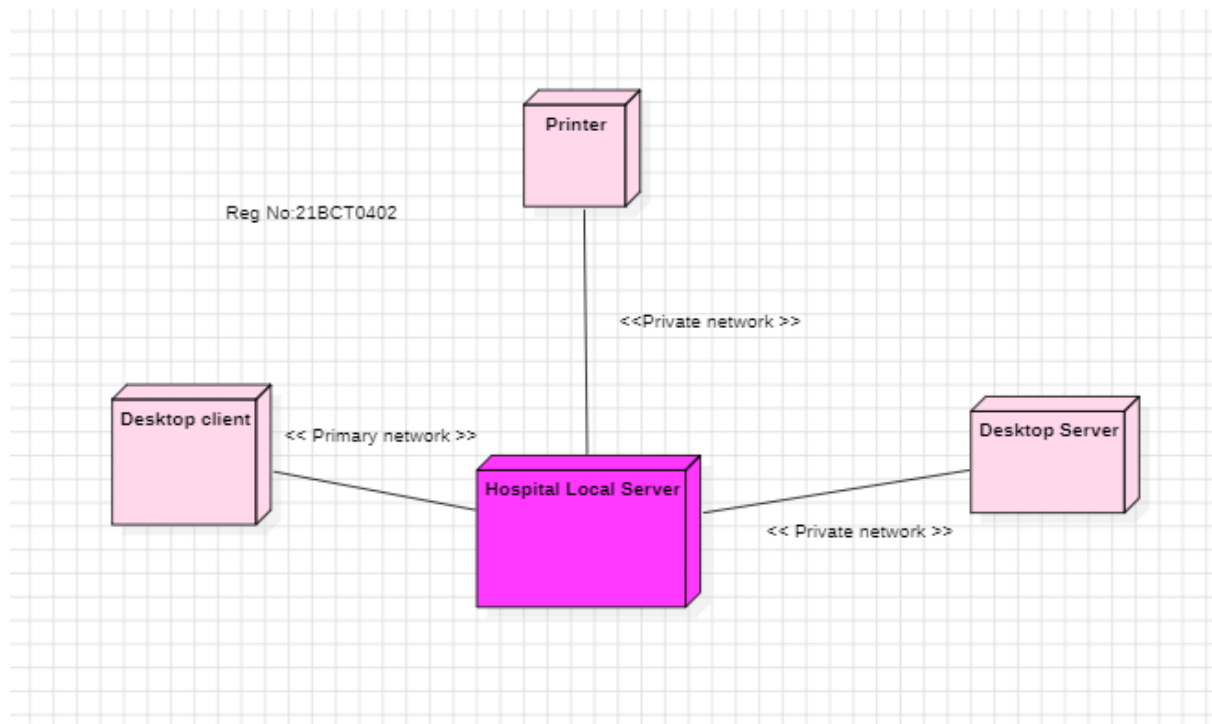 Printer
Reg No:21BCT0402
<<Private network >>
Desktop client
<< Primary network >>
Desktop Server
Hospital Local Server
<< Private network >>